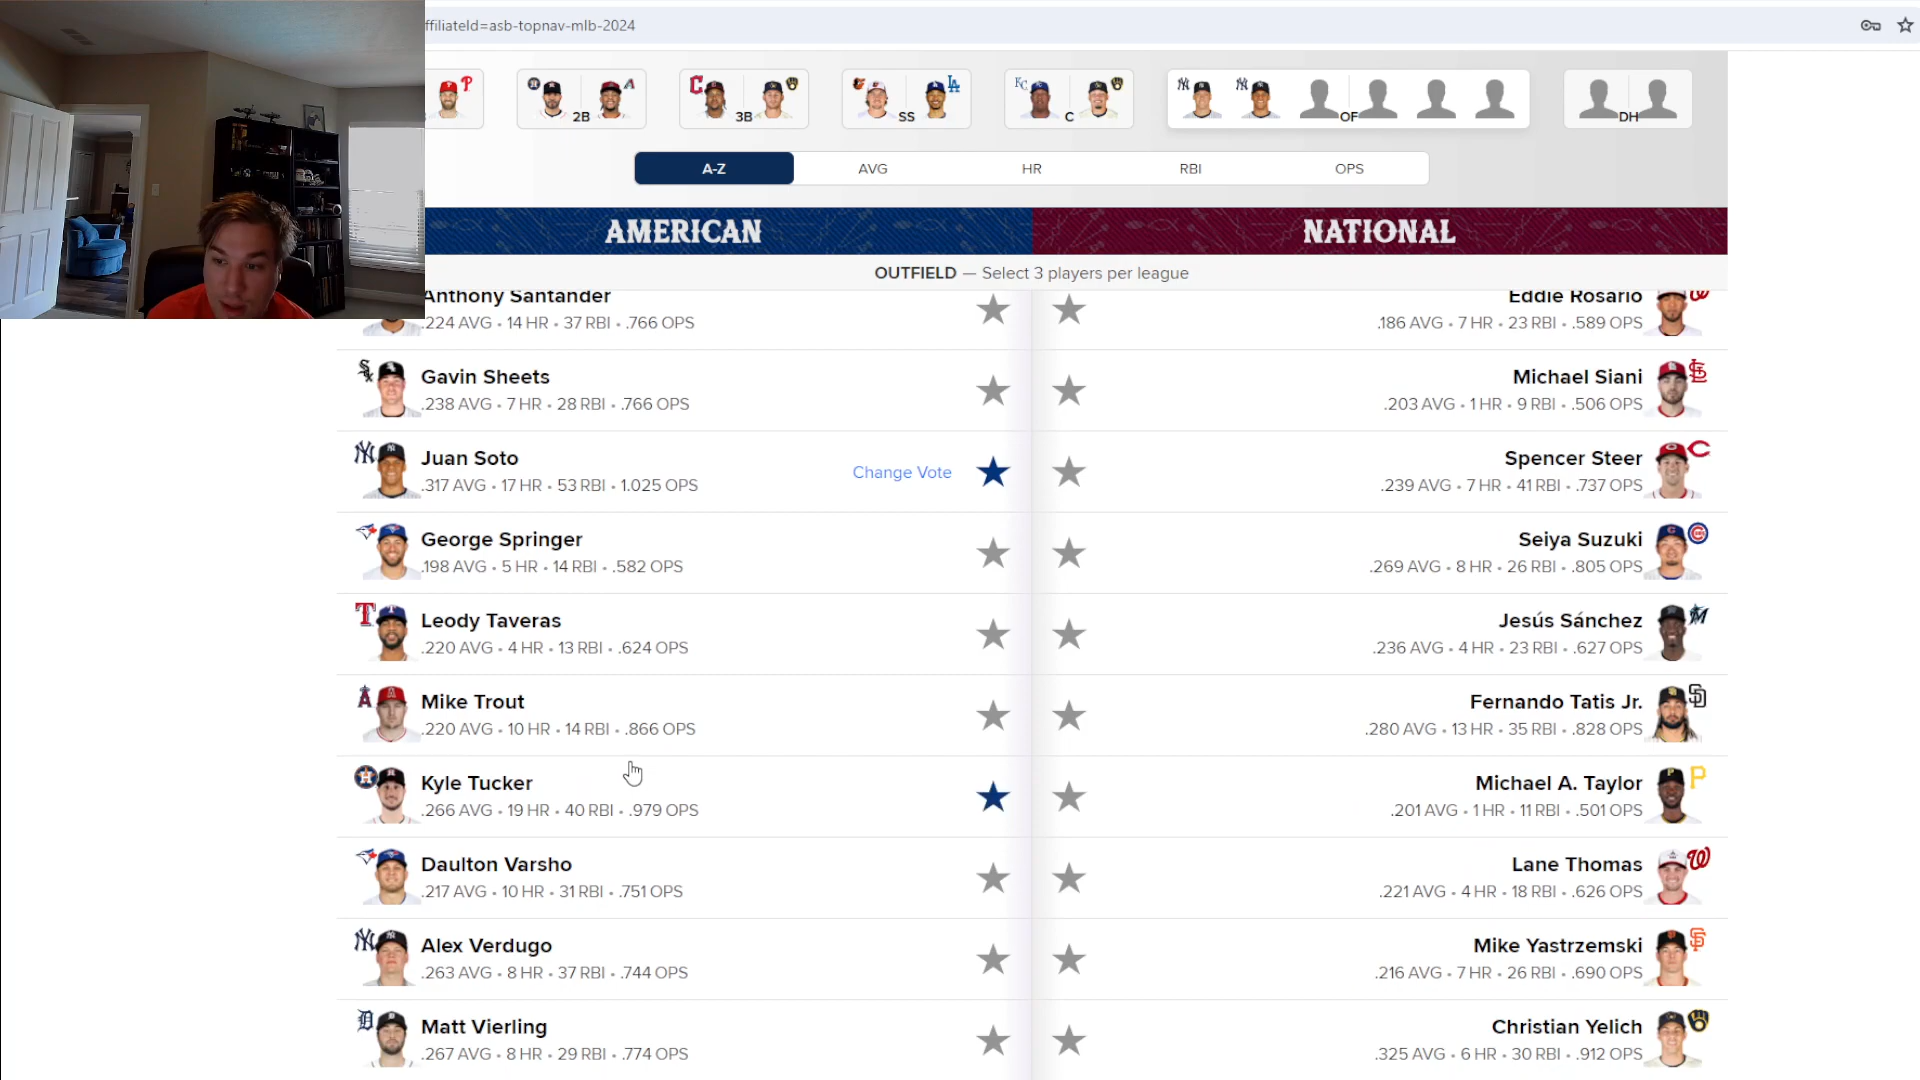 ffiliateId=asb-topnav-mlb-2024
2B
3B
SS
C
OF
DH
A-Z
AVG
HR
RBI
OPS
AMERICAN
NATIONAL
OUTFIELD — Select 3 players per league
Anthony Santander
.224 AVG • 14 HR • 37 RBI • .766 OPS
Eddie Rosario
.186 AVG • 7 HR • 23 RBI • .589 OPS
Gavin Sheets
.238 AVG • 7 HR • 28 RBI • .766 OPS
Michael Siani
.203 AVG • 1 HR • 9 RBI • .506 OPS
Juan Soto
.317 AVG • 17 HR • 53 RBI • 1.025 OPS
Change Vote
Spencer Steer
.239 AVG • 7 HR • 41 RBI • .737 OPS
George Springer
.198 AVG • 5 HR • 14 RBI • .582 OPS
Seiya Suzuki
.269 AVG • 8 HR • 26 RBI • .805 OPS
Leody Taveras
.220 AVG • 4 HR • 13 RBI • .624 OPS
Jesús Sánchez
.236 AVG • 4 HR • 23 RBI • .627 OPS
Mike Trout
.220 AVG • 10 HR • 14 RBI • .866 OPS
Fernando Tatis Jr.
.280 AVG • 13 HR • 35 RBI • .828 OPS
Kyle Tucker
.266 AVG • 19 HR • 40 RBI • .979 OPS
Michael A. Taylor
.201 AVG • 1 HR • 11 RBI • .501 OPS
Daulton Varsho
.217 AVG • 10 HR • 31 RBI • .751 OPS
Lane Thomas
.221 AVG • 4 HR • 18 RBI • .626 OPS
Alex Verdugo
.263 AVG • 8 HR • 37 RBI • .744 OPS
Mike Yastrzemski
.216 AVG • 7 HR • 26 RBI • .690 OPS
Matt Vierling
.267 AVG • 8 HR • 29 RBI • .774 OPS
Christian Yelich
.325 AVG • 6 HR • 30 RBI • .912 OPS